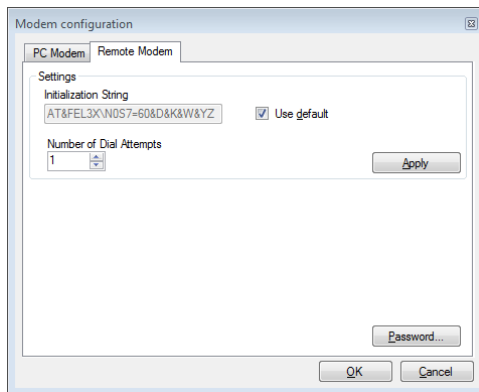 Modem configuration
PC Modem Remote Modem
Settings
Initialization String
AT&FEL3X\N0S7=60&D&K&W&YZ Use default
Number of Dial Attempts
1
Apply
Password...
OK Cancel